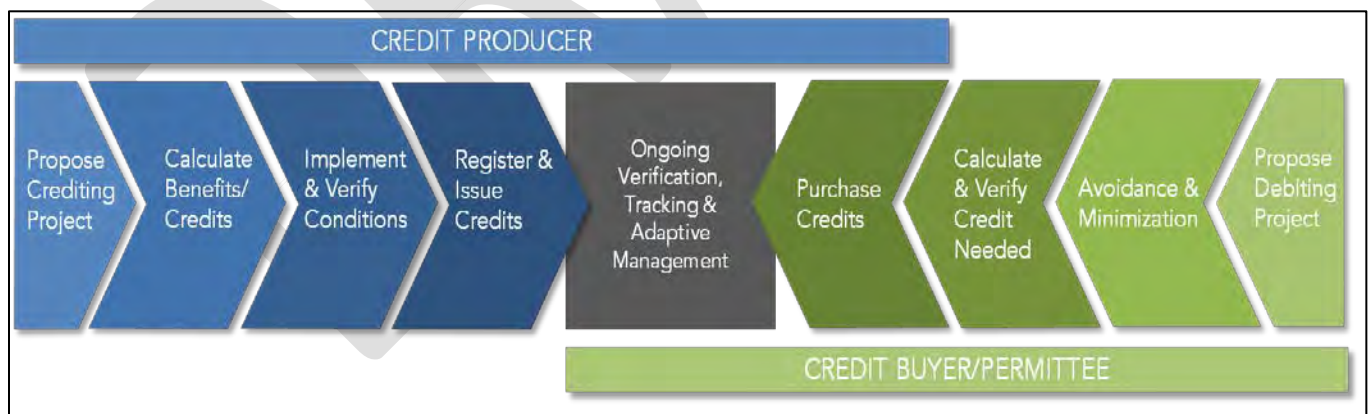 CREDIT PRODUCER
Propose
Crediting
Project
Calculate
Benefits/
Credits
Implement
& Verify
Conditions
Register &
Issue
Credits
Ongoing
Verification,
Tracking &
Adaptive
Management
Purchase
Credits
Calculate
& Verify
Credit
Needed
Avoidance &
Minimization
Propose
Debiting
Project
CREDIT BUYER/PERMITTEE